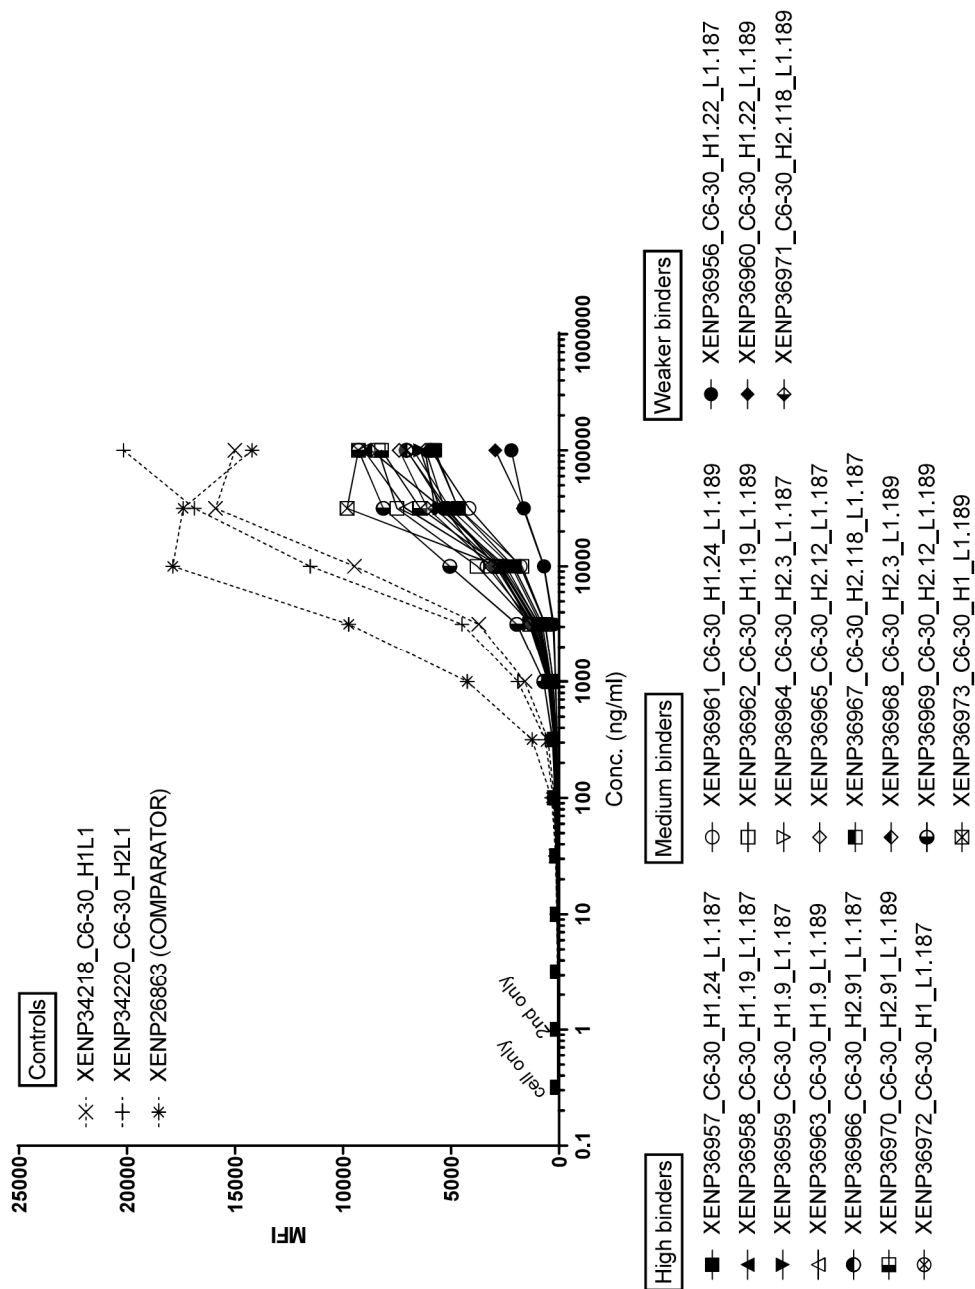 Controls
XENP34218_C6-30_H1L1
XENP34220_C6-30_H2L1
XENP26863 (COMPARATOR)
25000
20000
15000
10000
5000
0
MFI
cell only
2nd only
0.1
1
10
100
1000
10000
100000
1000000
Conc. (ng/ml)
High binders
XENP36957_C6-30_H1.24_L1.187
XENP36958_C6-30_H1.19_L1.187
XENP36959_C6-30_H1.9_L1.187
XENP36963_C6-30_H1.9_L1.189
XENP36966_C6-30_H2.91_L1.187
XENP36970_C6-30_H2.91_L1.189
XENP36972_C6-30_H1_L1.187
Medium binders
XENP36961_C6-30_H1.24_L1.189
XENP36962_C6-30_H1.19_L1.189
XENP36964_C6-30_H2.3_L1.187
XENP36965_C6-30_H2.12_L1.187
XENP36967_C6-30_H2.118_L1.187
XENP36968_C6-30_H2.3_L1.189
XENP36969_C6-30_H2.12_L1.189
XENP36973_C6-30_H1_L1.189
Weaker binders
XENP36956_C6-30_H1.22_L1.187
XENP36960_C6-30_H1.22_L1.189
XENP36971_C6-30_H2.118_L1.189